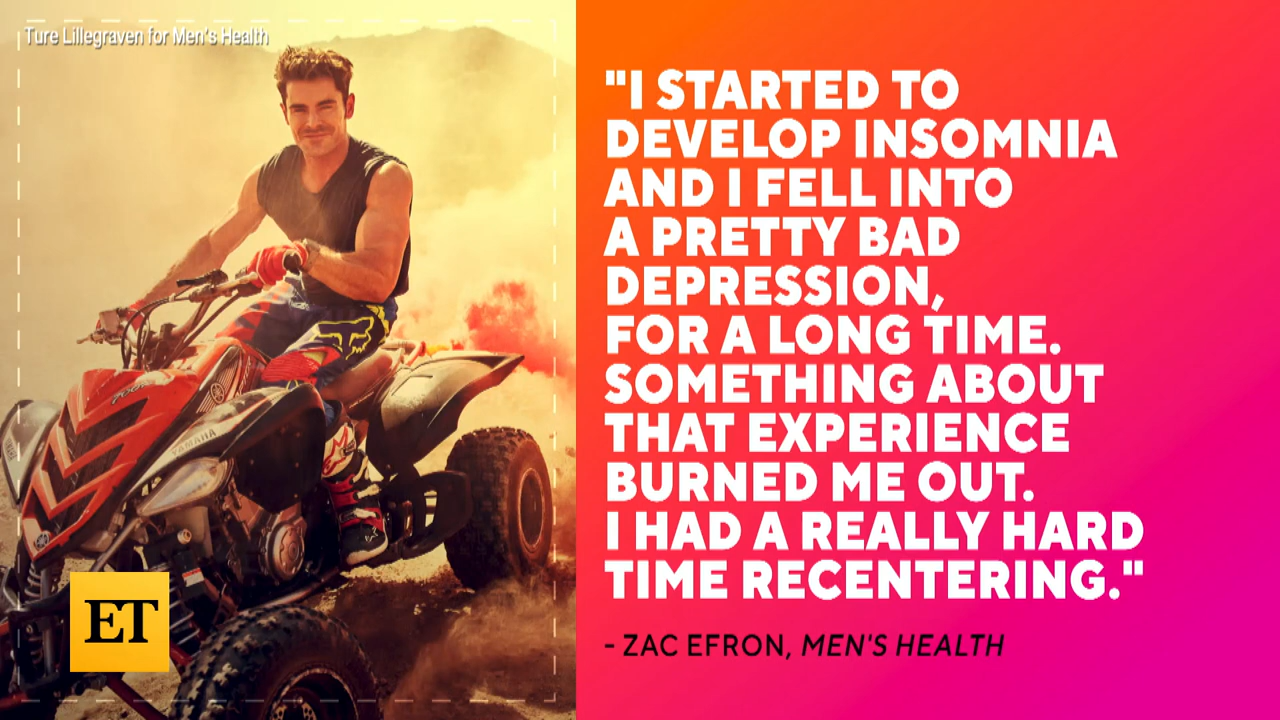 Ture Lillegraven for Men's Health
"I STARTED TO
DEVELOP INSOMNIA
AND I FELL INTO
A PRETTY BAD
DEPRESSION,
FOR A LONG TIME.
SOMETHING ABOUT
THAT EXPERIENCE
BURNED ME OUT.
I HAD A REALLY HARD
TIME RECENTERING."
- ZAC EFRON, MEN'S HEALTH
YAMAHA
ET